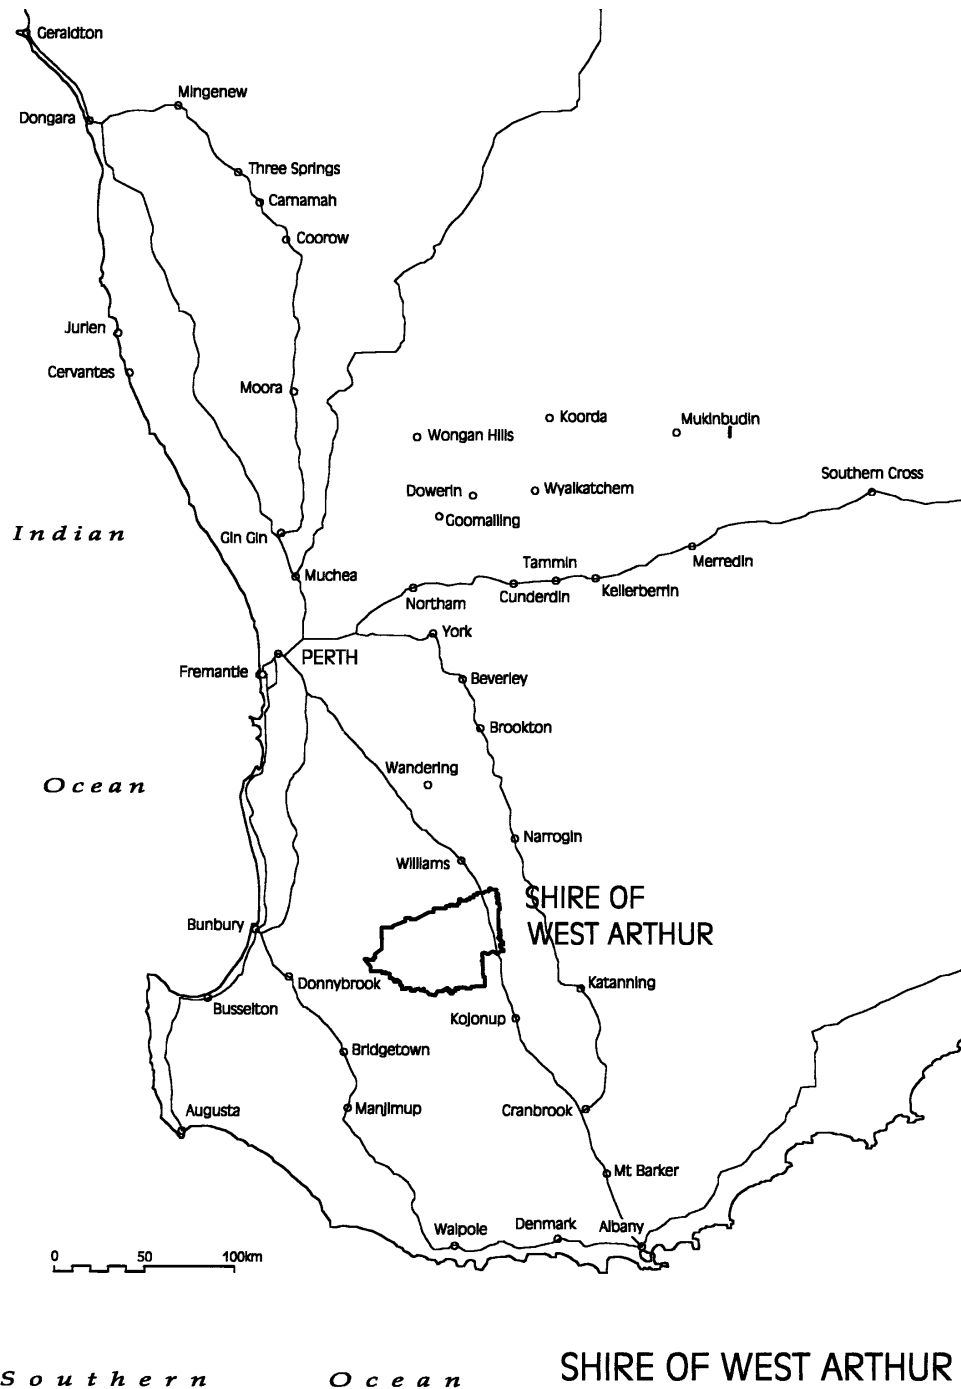 Geraldton
Mingenew
Dongara
Three Springs
Carnamah
Coorow
Jurien
Cervantes
Moora
Koorda
Mukinbudin
Wongan Hills
Southern Cross
Dowerin
Wyalkatchem
Goomalling
Indian
Gin Gin
Merredin
Tammin
Muchea
Kellerberrin
Cunderdin
Northam
York
PERTH
Fremantle
Beverley
Brookton
Wandering
Ocean
Narrogin
Williams
SHIRE OF
WEST ARTHUR
Bunbury
Donnybrook
Katanning
Busselton
Kojonup
Bridgetown
Augusta
Manjimup
Cranbrook
Mt Barker
Walpole
Denmark
Albany
0 50 100km
SHIRE OF WEST ARTHUR
Southern Ocean